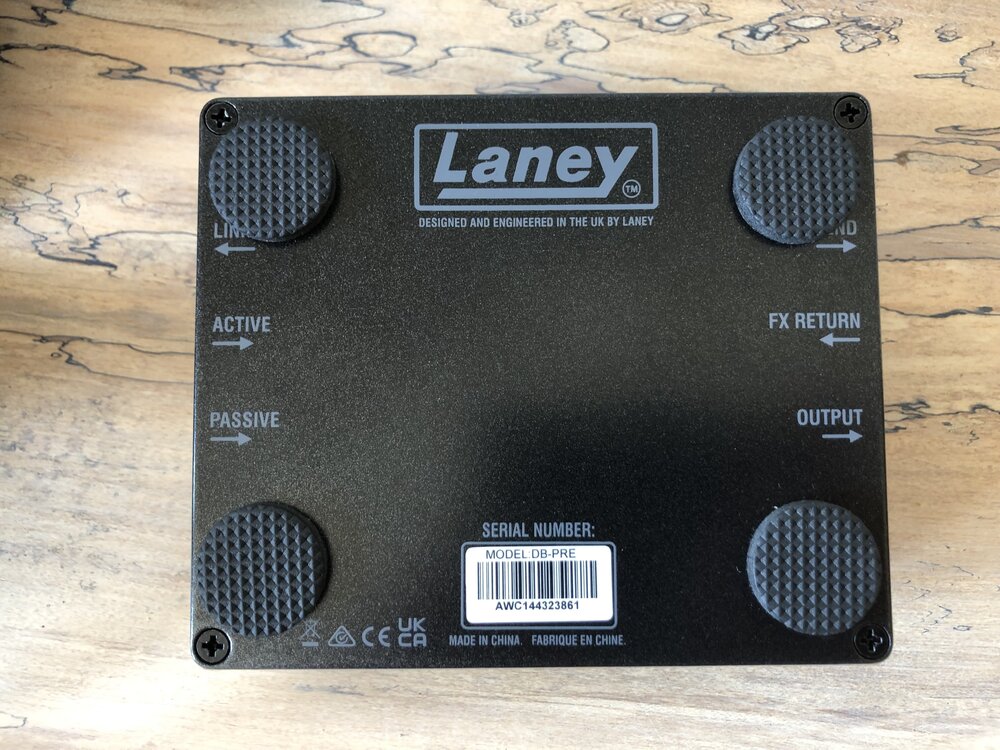 Laney TM
DESIGNED AND ENGINEERED IN THE UK BY LANEY
ACTIVE
FX RETURN
PASSIVE
OUTPUT
SERIAL NUMBER:
MODEL:DB-PRE
AWC144323861
CE UK CA
MADE IN CHINA. FABRIQUE EN CHINE.